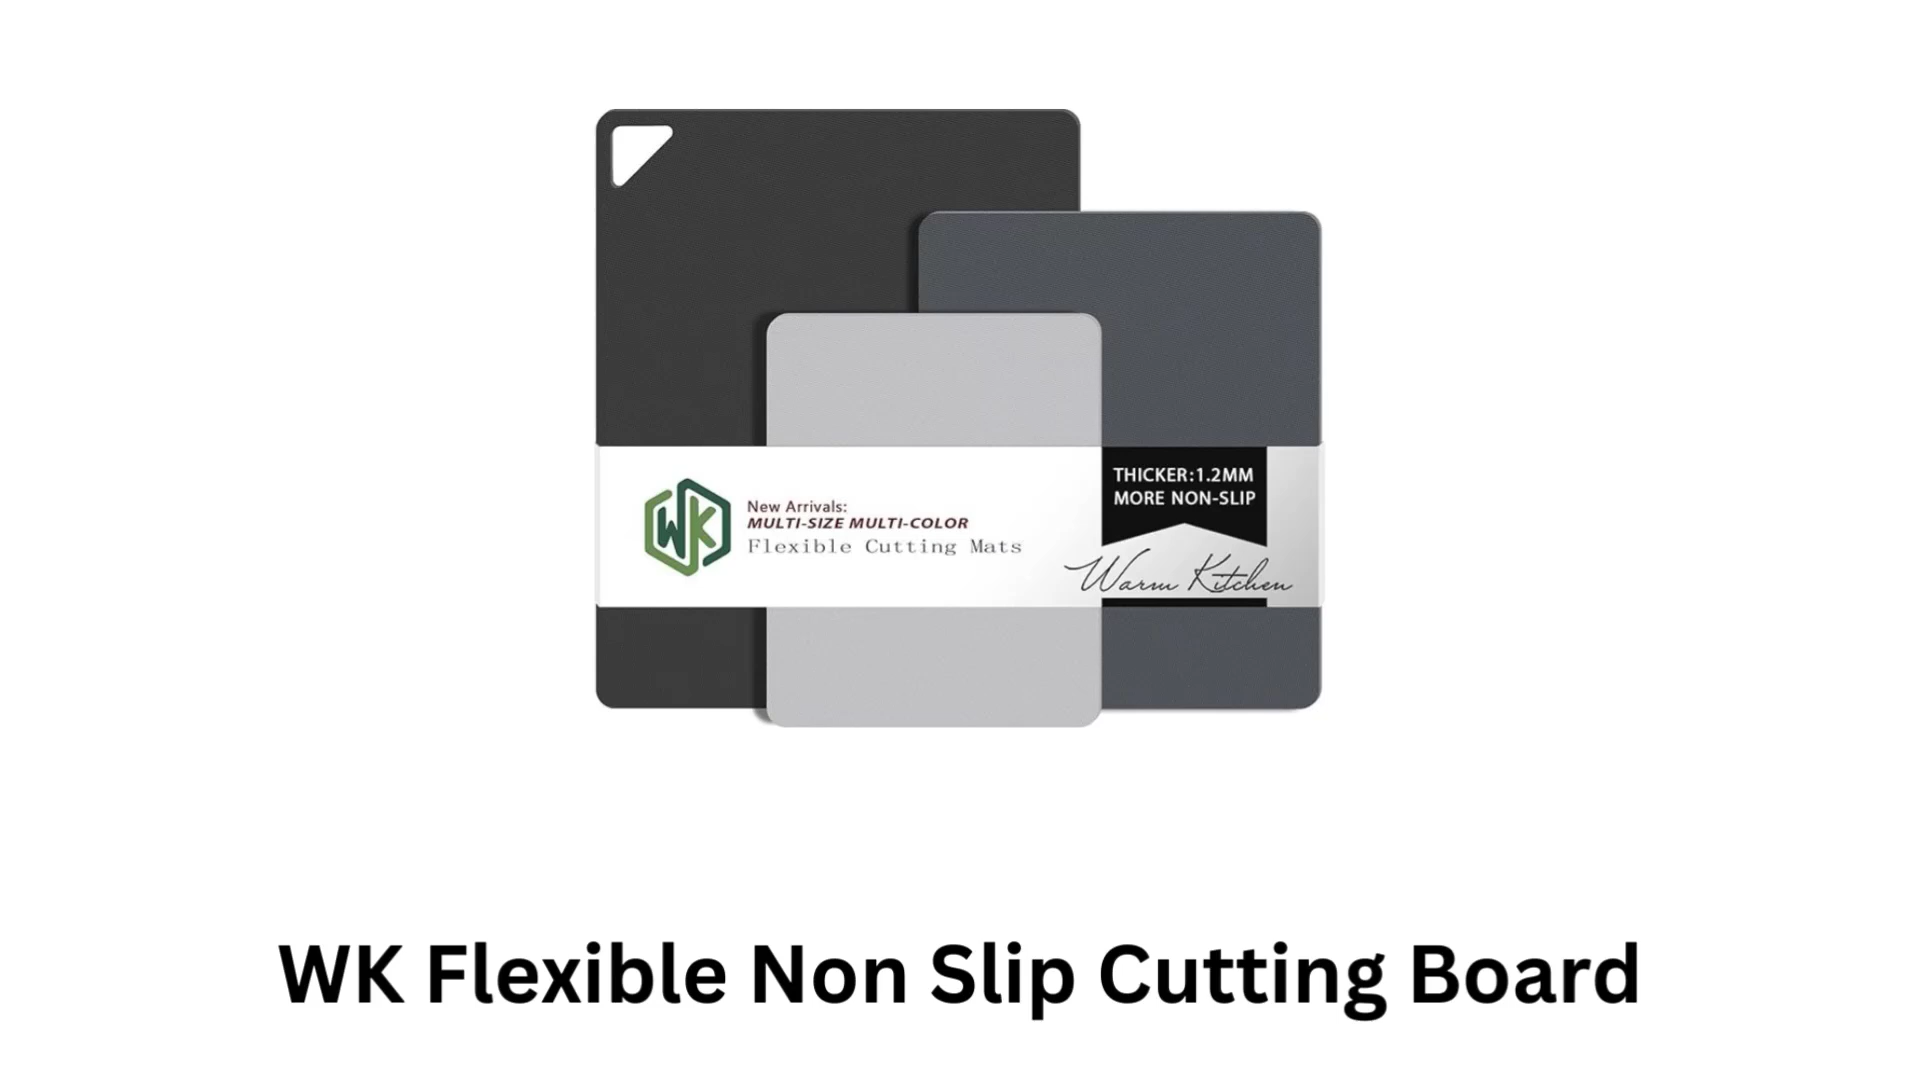 WK
New Arrivals:
MULTI-SIZE MULTI-COLOR
Flexible Cutting Mats
THICKER:1.2MM
MORE NON-SLIP
Warm Kitchen
WK Flexible Non Slip Cutting Board